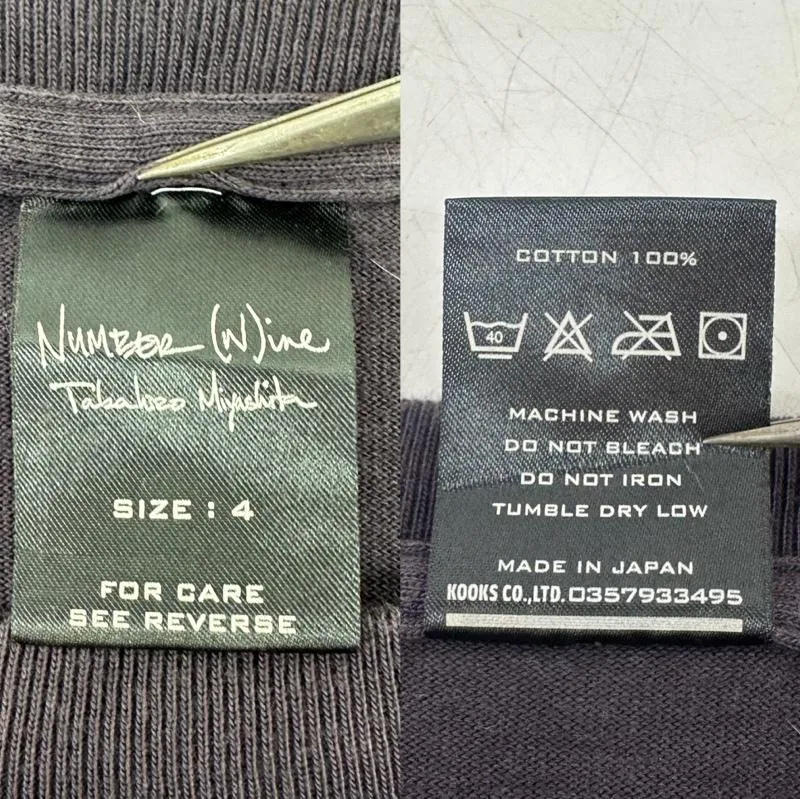 NUMBER (N)ine
Takahiro Miyashita
SIZE : 4
FOR CARE
SEE REVERSE
COTTON 100%
40
MACHINE WASH
DO NOT BLEACH
DO NOT IRON
TUMBLE DRY LOW
MADE IN JAPAN
KOOKS CO.,LTD. 0357933495